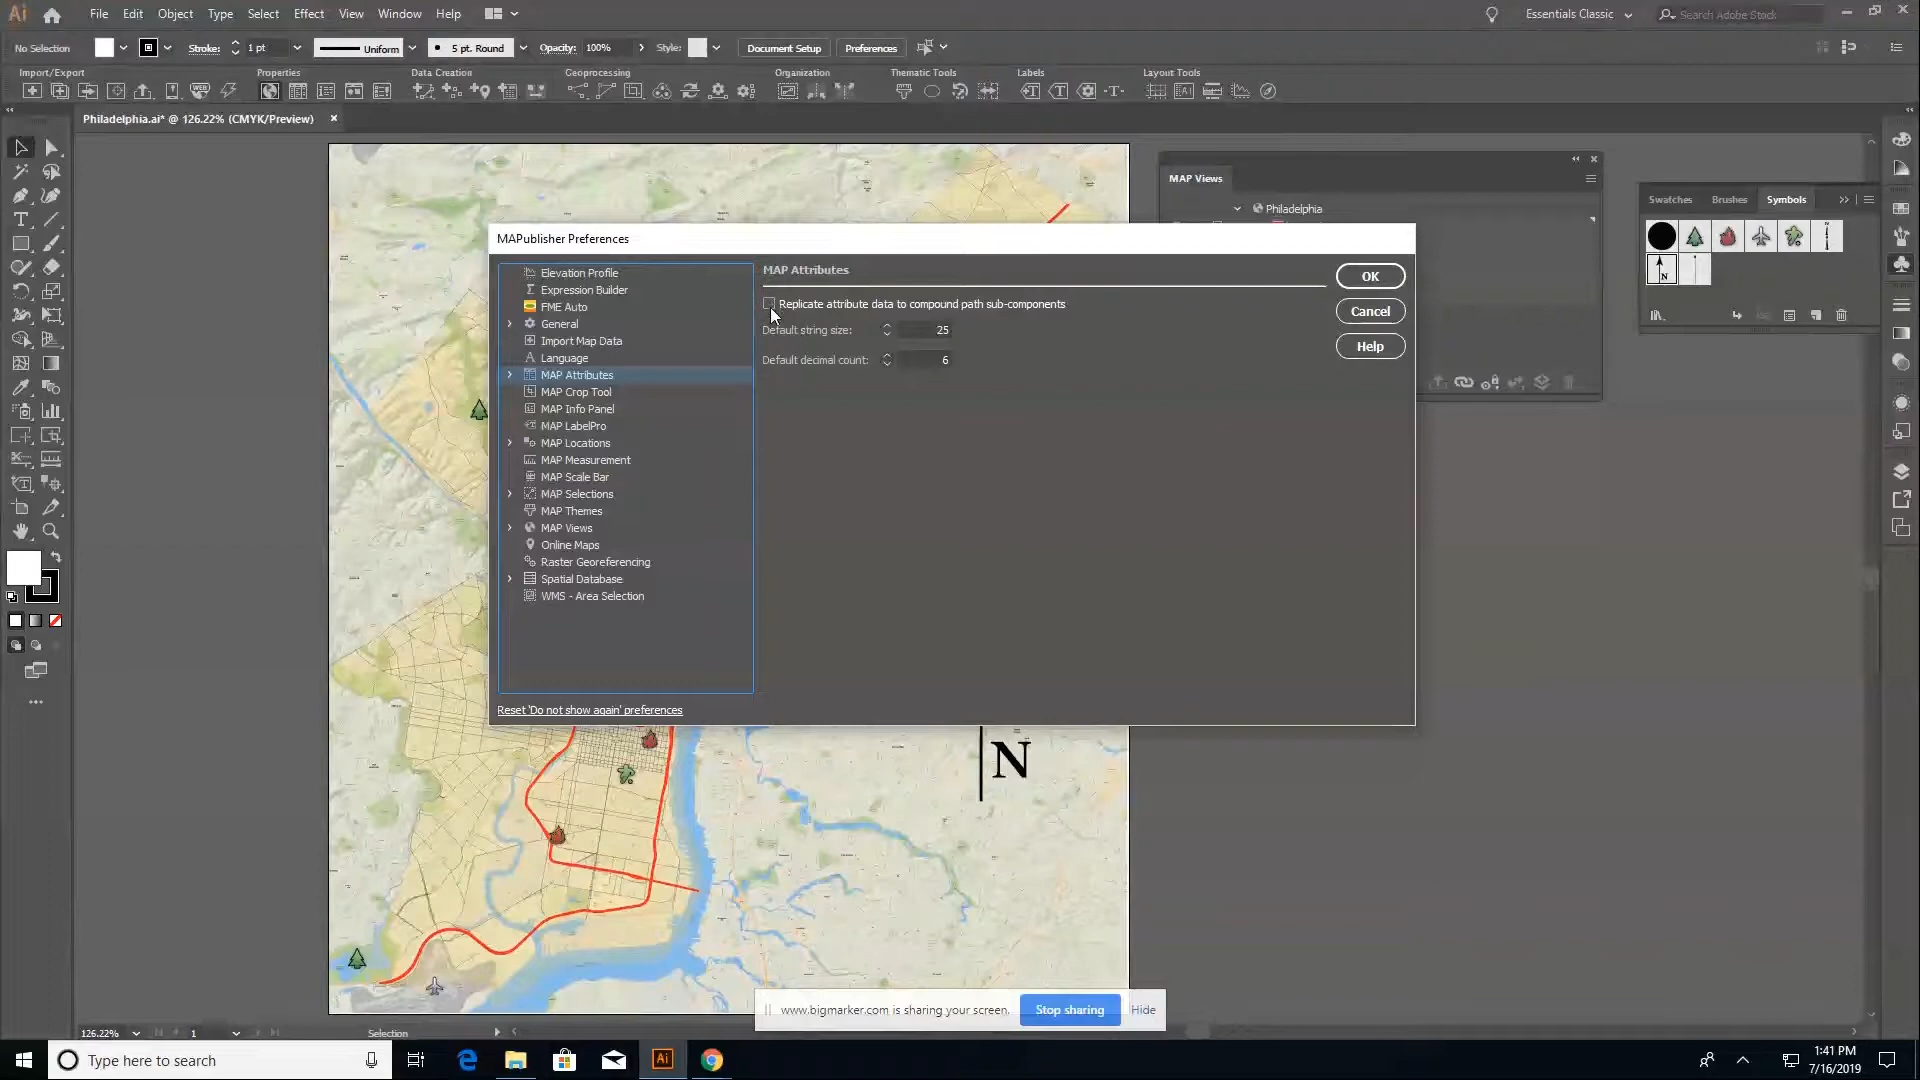 Ai File Edit Object Type Select Effect View Window Help Essentials Classic Search Adobe Stock
No Selection Stroke: 1 pt Uniform 5 pt. Round Opacity: 100% Style: Document Setup Preferences
Import/Export Properties Data Creation Geoprocessing Organization Thematic Tools Labels Layout Tools
Philadelphia.ai* @ 126.22% (CMYK/Preview)
MAP Views
Philadelphia
Swatches Brushes Symbols
N
MAPublisher Preferences
Elevation Profile
Expression Builder
FME Auto
General
Import Map Data
Language
MAP Attributes
MAP Crop Tool
MAP Info Panel
MAP LabelPro
MAP Locations
MAP Measurement
MAP Scale Bar
MAP Selections
MAP Themes
MAP Views
Online Maps
Raster Georeferencing
Spatial Database
WMS - Area Selection
Reset 'Do not show again' preferences
MAP Attributes
Replicate attribute data to compound path sub-components
Default string size: 25
Default decimal count: 6
OK
Cancel
Help
N
www.bigmarker.com is sharing your screen. Stop sharing Hide
126.22% 1 Selection
Type here to search
Ai
1:41 PM
7/16/2019